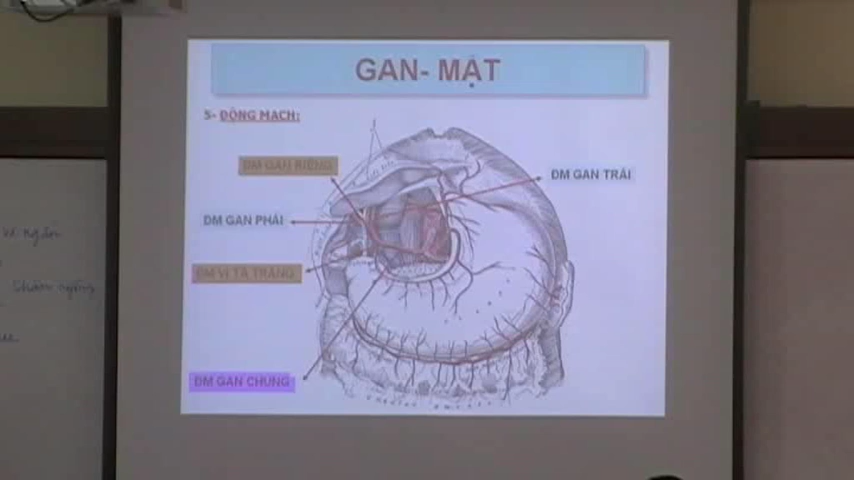 GAN- MẬT
5- ĐỘNG MẠCH:
ĐM GAN RIÊNG
ĐM GAN TRÁI
ĐM GAN PHẢI
ĐM VỊ TÁ TRÀNG
ĐM GAN CHUNG